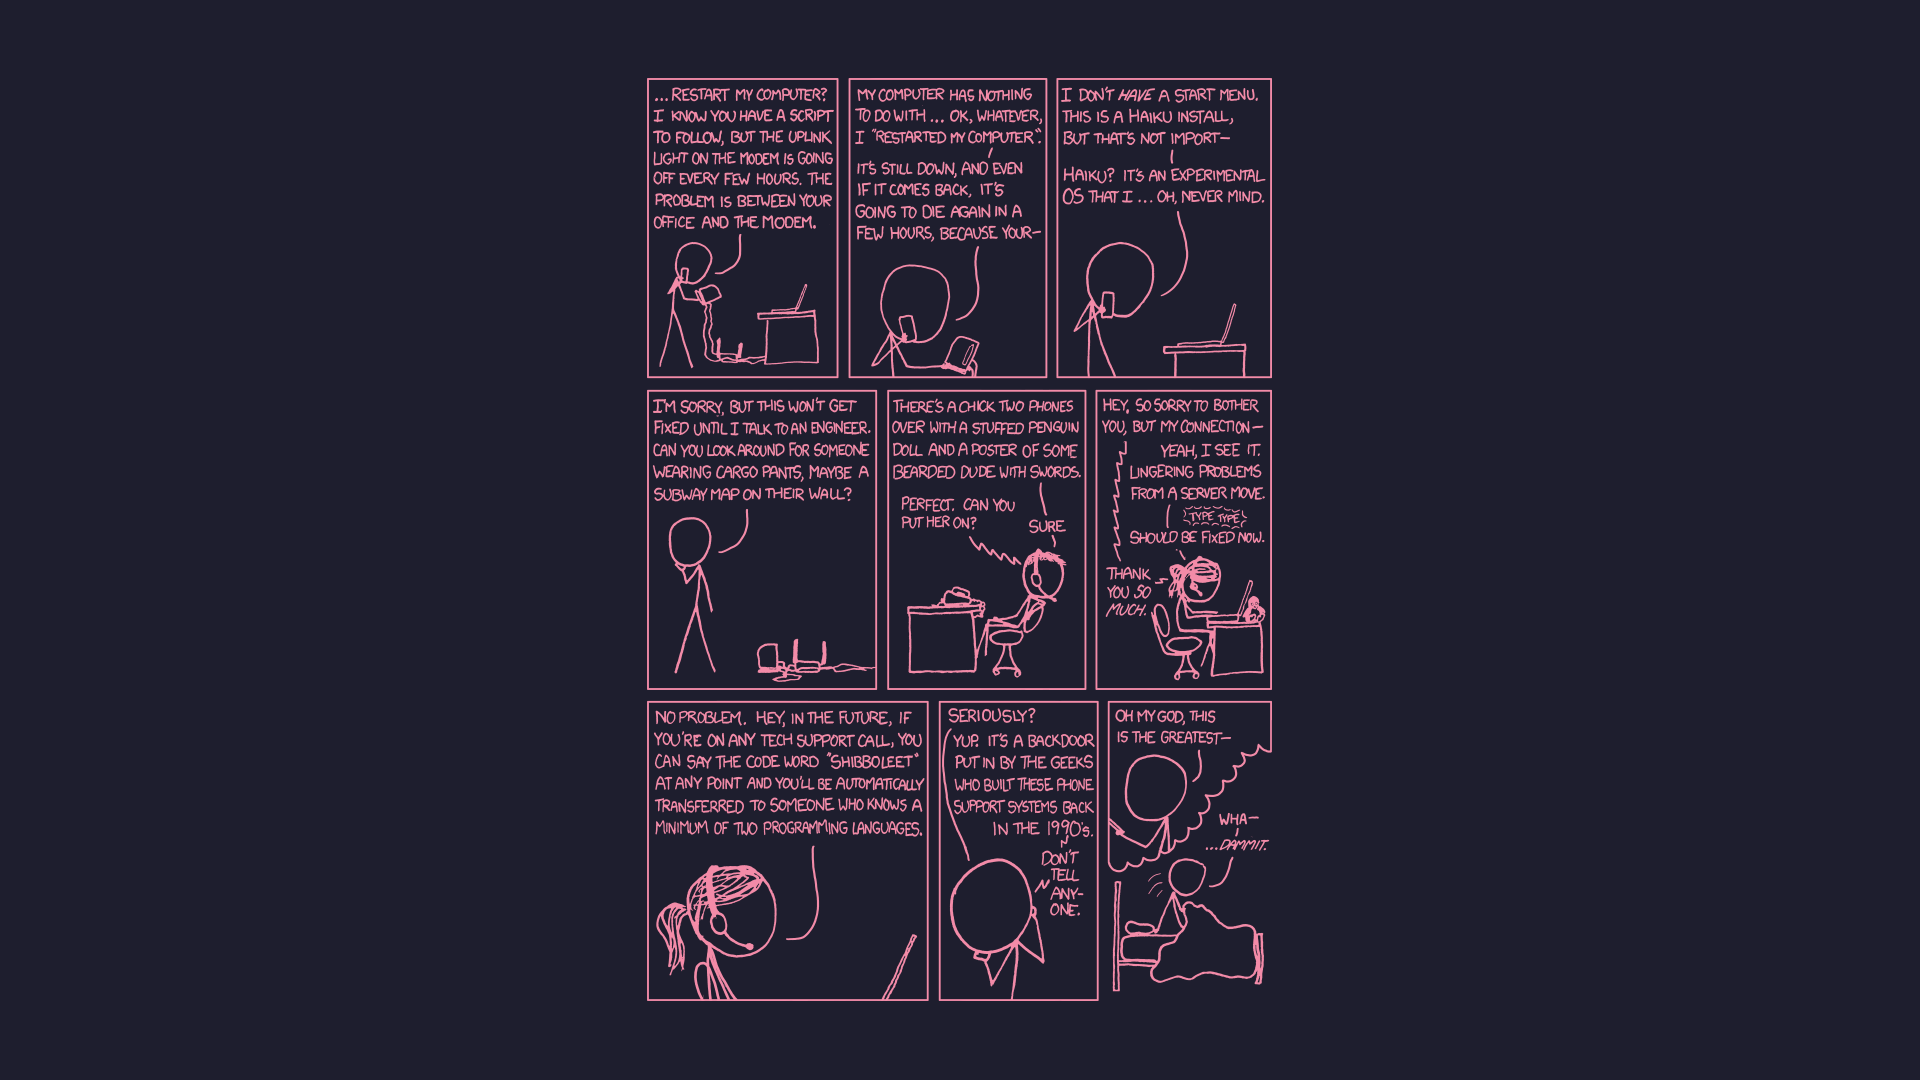 ...RESTART MY COMPUTER?
I KNOW YOU HAVE A SCRIPT
TO FOLLOW, BUT THE UPLINK
LIGHT ON THE MODEM IS GOING
OFF EVERY FEW HOURS. THE
PROBLEM IS BETWEEN YOUR
OFFICE AND THE MODEM.
MY COMPUTER HAS NOTHING
TO DO WITH ... OK, WHATEVER,
I "RESTARTED MY COMPUTER".
IT'S STILL DOWN, AND EVEN
IF IT COMES BACK, IT'S
GOING TO DIE AGAIN IN A
FEW HOURS, BECAUSE YOUR—
I DON'T HAVE A START MENU.
THIS IS A HAIKU INSTALL,
BUT THAT'S NOT IMPORT—
HAIKU? IT'S AN EXPERIMENTAL
OS THAT I ... OH, NEVER MIND.
I'M SORRY, BUT THIS WON'T GET
FIXED UNTIL I TALK TO AN ENGINEER.
CAN YOU LOOK AROUND FOR SOMEONE
WEARING CARGO PANTS, MAYBE A
SUBWAY MAP ON THEIR WALL?
THERE'S A CHICK TWO PHONES
OVER WITH A STUFFED PENGUIN
DOLL AND A POSTER OF SOME
BEARDED DUDE WITH SWORDS.
PERFECT. CAN YOU
PUT HER ON?
SURE
HEY, SO SORRY TO BOTHER
YOU, BUT MY CONNECTION—
YEAH, I SEE IT.
LINGERING PROBLEMS
FROM A SERVER MOVE.
TYPE TYPE
SHOULD BE FIXED NOW.
THANK
YOU SO
MUCH.
NO PROBLEM. HEY, IN THE FUTURE, IF
YOU'RE ON ANY TECH SUPPORT CALL, YOU
CAN SAY THE CODE WORD "SHIBBOLEET"
AT ANY POINT AND YOU'LL BE AUTOMATICALLY
TRANSFERRED TO SOMEONE WHO KNOWS A
MINIMUM OF TWO PROGRAMMING LANGUAGES.
SERIOUSLY?
YUP. IT'S A BACKDOOR
PUT IN BY THE GEEKS
WHO BUILT THESE PHONE
SUPPORT SYSTEMS BACK
IN THE 1990's.
DON'T
TELL
ANY-
ONE.
OH MY GOD, THIS
IS THE GREATEST—
WHA—
...DAMMIT.